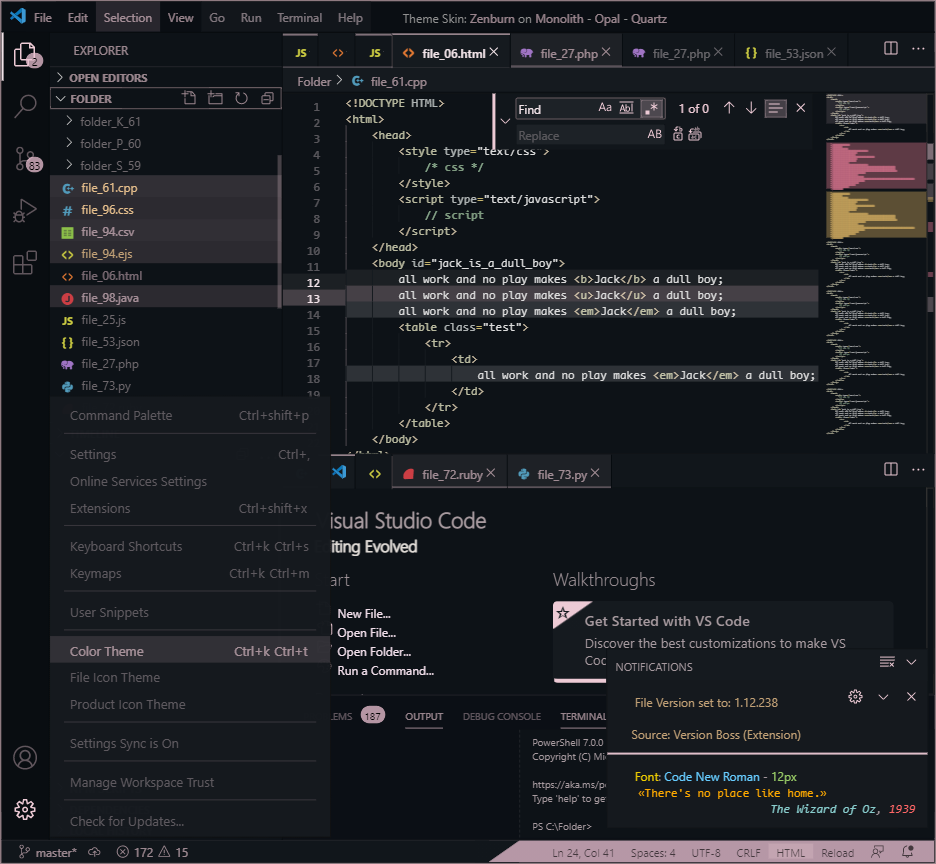 File Edit Selection View Go Run Terminal Help Theme Skin: Zenburn on Monolith - Opal - Quartz
EXPLORER
JS JS file_06.html file_27.php file_27.php {} file_53.json
2
OPEN EDITORS
Folder > file_61.cpp
FOLDER
folder_K_61
folder_P_60
folder_S_59
file_61.cpp
# file_96.css
file_94.csv
file_94.ejs
file_06.html
file_98.java
JS file_25.js
{} file_53.json
file_27.php
file_73.py
83
Find Aa Abl .* 1 of 0
Replace AB
1 <!DOCTYPE HTML>
2 <html>
3 <head>
4 <style type="text/css">
5 /* css */
6 </style>
7 <script type="text/javascript">
8 // script
9 </script>
10 </head>
11 <body id="jack_is_a_dull_boy">
12 all work and no play makes <b>Jack</b> a dull boy;
13 all work and no play makes <u>Jack</u> a dull boy;
14 all work and no play makes <em>Jack</em> a dull boy;
15 <table class="test">
16 <tr>
17 <td>
18 all work and no play makes <em>Jack</em> a dull boy;
19 </td>
</tr>
</table>
</body>
Command Palette Ctrl+shift+p
Settings Ctrl+,
Online Services Settings
Extensions Ctrl+shift+x
Keyboard Shortcuts Ctrl+k Ctrl+s
Keymaps Ctrl+k Ctrl+m
User Snippets
Color Theme Ctrl+k Ctrl+t
File Icon Theme
Product Icon Theme
Settings Sync is On
Manage Workspace Trust
Check for Updates...
file_72.ruby file_73.py
isual Studio Code
iting Evolved
art
New File...
Open File...
Open Folder...
Run a Command...
Walkthroughs
Get Started with VS Code
Discover the best customizations to make VS
Coc
LEMS 187 OUTPUT DEBUG CONSOLE TERMINAL
PowerShell 7.0.0
Copyright (C) Mi
https://aka.ms/p
Type 'help' to ge
PS C:\Folder>
NOTIFICATIONS
File Version set to: 1.12.238
Source: Version Boss (Extension)
Font: Code New Roman - 12px
«There's no place like home.»
The Wizard of Oz, 1939
master* 172 15 Ln 24, Col 41 Spaces: 4 UTF-8 CRLF HTML Reload